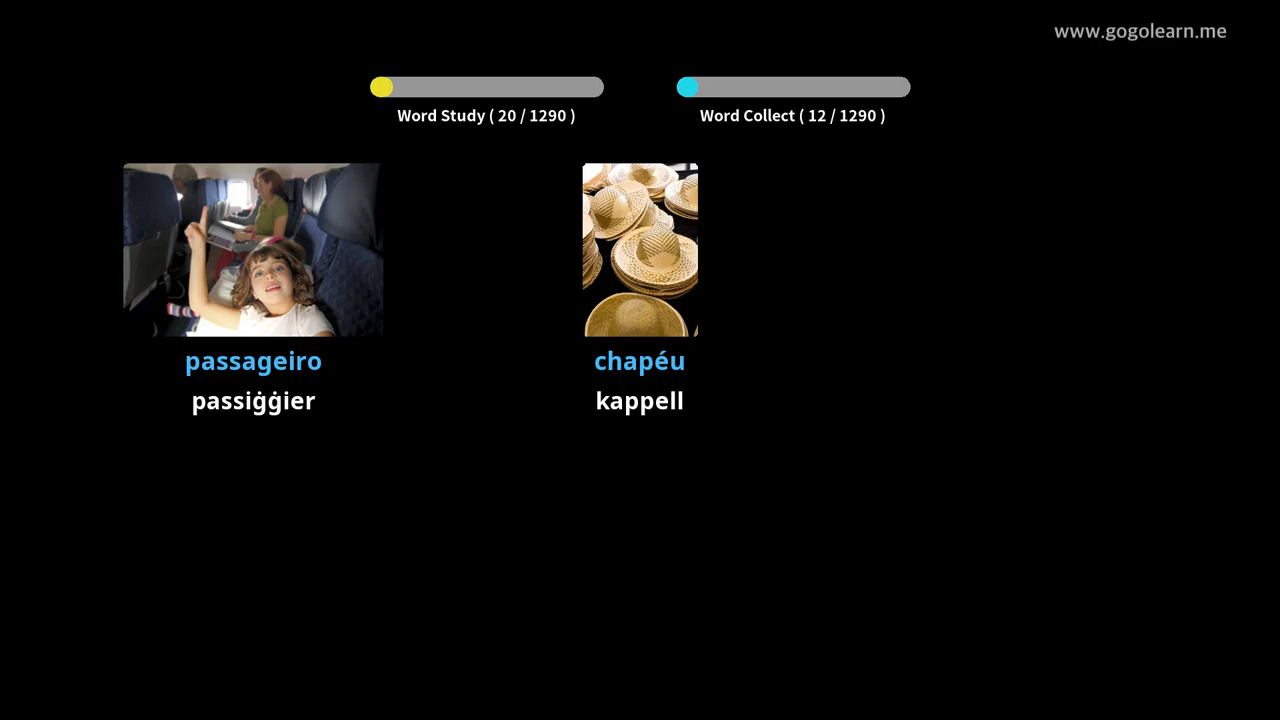 www.gogolearn.me
Word Study ( 20 / 1290 )
Word Collect ( 12 / 1290 )
passageiro
passiġġier
chapéu
kappell